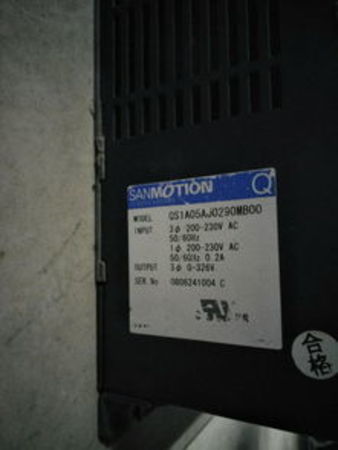 SANMOTION Q
MODEL QS1A05AJ0290MB00
INPUT 3φ 200-230V AC
50/60Hz
1φ 200-230V AC
50/60Hz 0.2A
OUTPUT 3φ 0-326V
SER.No 0806241004 C
合格